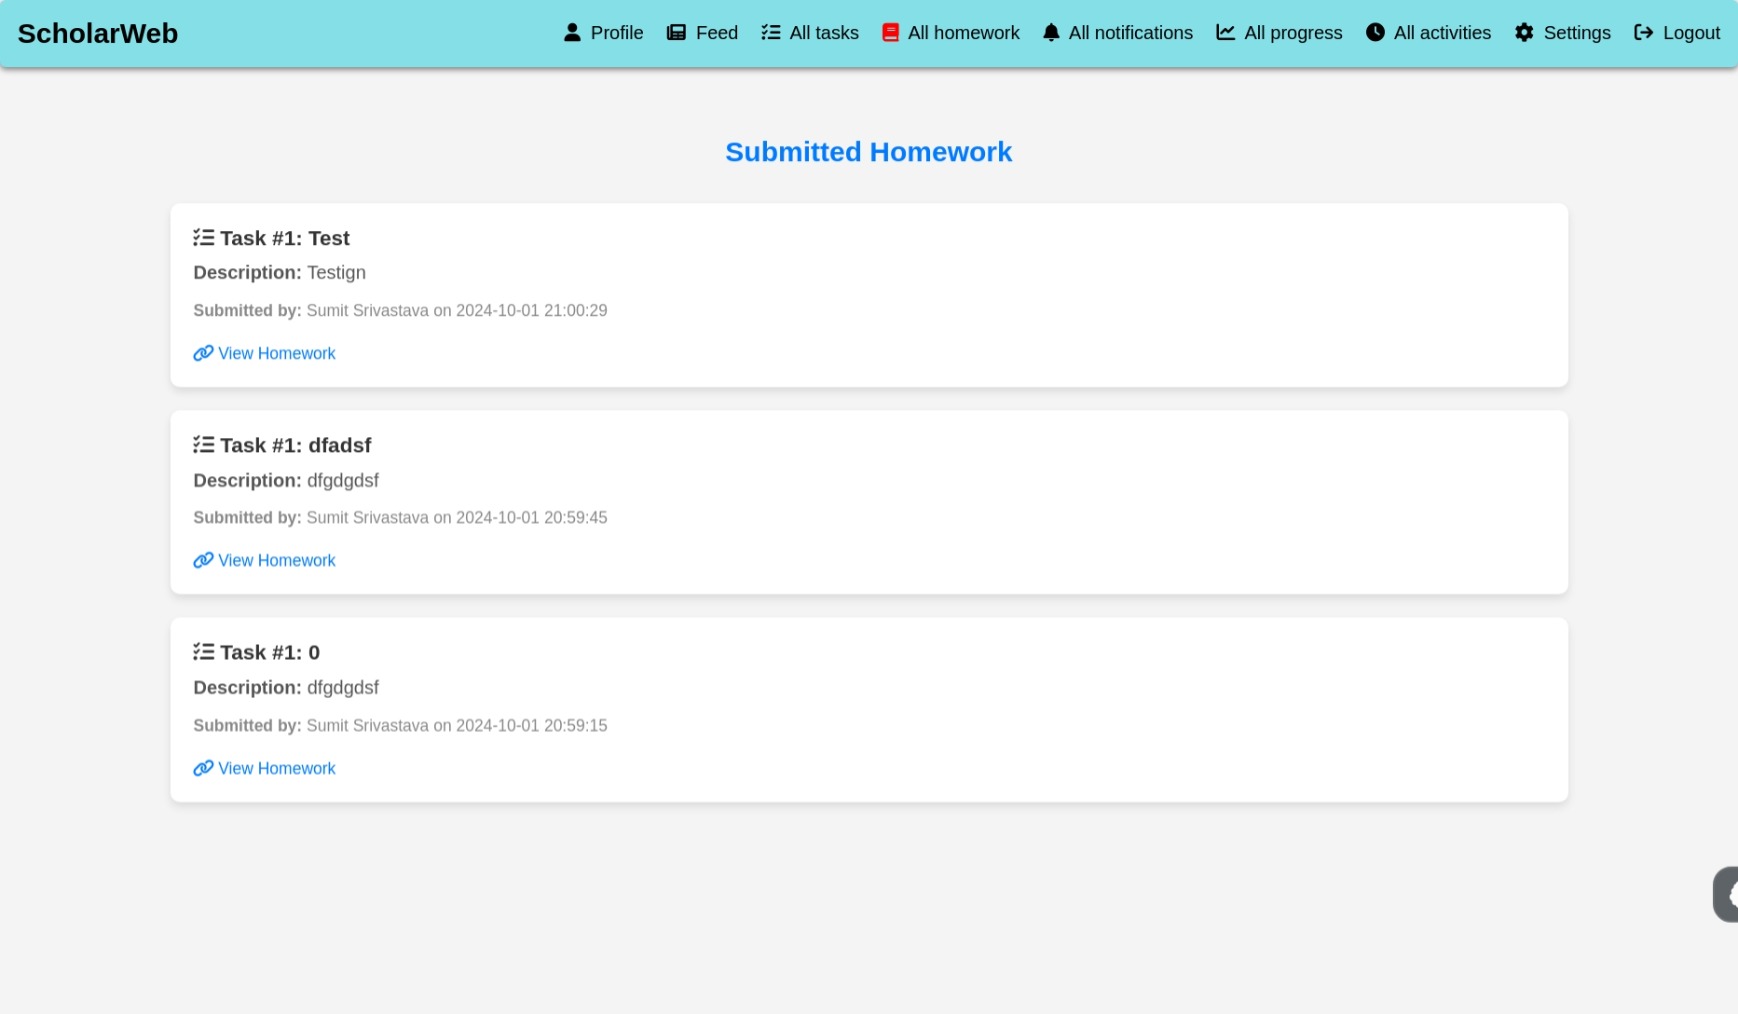 ScholarWeb
Profile
Feed
All tasks
All homework
All notifications
All progress
All activities
Settings
Logout
Submitted Homework
Task #1: Test
Description: Testign
Submitted by: Sumit Srivastava on 2024-10-01 21:00:29
View Homework
Task #1: dfadsf
Description: dfgdgdsf
Submitted by: Sumit Srivastava on 2024-10-01 20:59:45
View Homework
Task #1: 0
Description: dfgdgdsf
Submitted by: Sumit Srivastava on 2024-10-01 20:59:15
View Homework